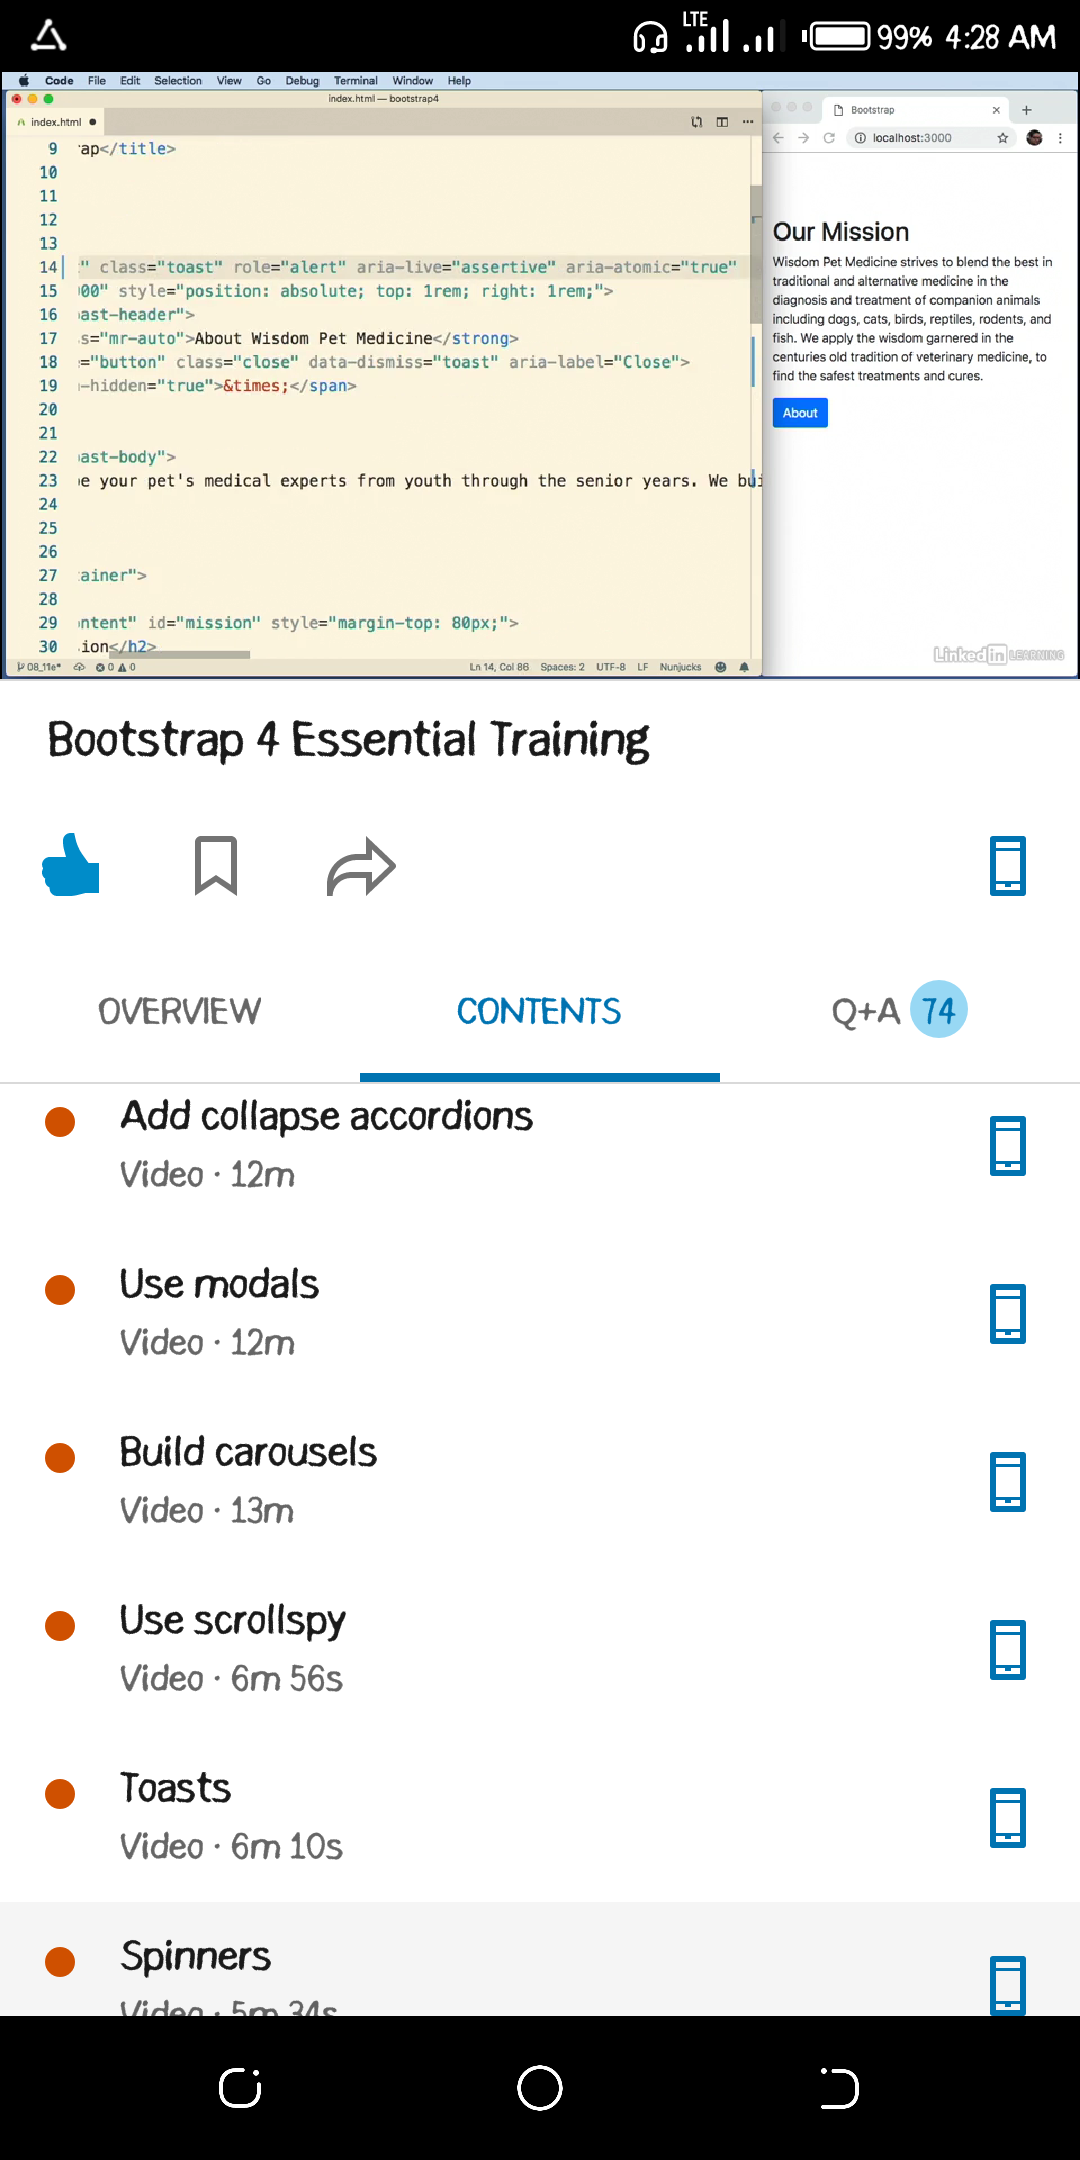 LTE 99% 4:28 AM
Code File Edit Selection View Go Debug Terminal Window Help
index.html — bootstrap4
index.html
9 rap</title>
10
11
12
13
14 " class="toast" role="alert" aria-live="assertive" aria-atomic="true"
15 00" style="position: absolute; top: 1rem; right: 1rem;">
16 ast-header">
17 s="mr-auto">About Wisdom Pet Medicine</strong>
18 ="button" class="close" data-dismiss="toast" aria-label="Close">
19 -hidden="true">&times;</span>
20
21
22 ast-body">
23 e your pet's medical experts from youth through the senior years. We bui
24
25
26
27 ainer">
28
29 ntent" id="mission" style="margin-top: 80px;">
30 ion</h2>
08_11e* 0 0 Ln 14, Col 86 Spaces: 2 UTF-8 LF Nunjucks
Bootstrap
localhost:3000
Our Mission
Wisdom Pet Medicine strives to blend the best in
traditional and alternative medicine in the
diagnosis and treatment of companion animals
including dogs, cats, birds, reptiles, rodents, and
fish. We apply the wisdom garnered in the
centuries old tradition of veterinary medicine, to
find the safest treatments and cures.
About
Linked in LEARNING
Bootstrap 4 Essential Training
OVERVIEW CONTENTS Q+A 74
Add collapse accordions
Video · 12m
Use modals
Video · 12m
Build carousels
Video · 13m
Use scrollspy
Video · 6m 56s
Toasts
Video · 6m 10s
Spinners
Video · 5m 34s